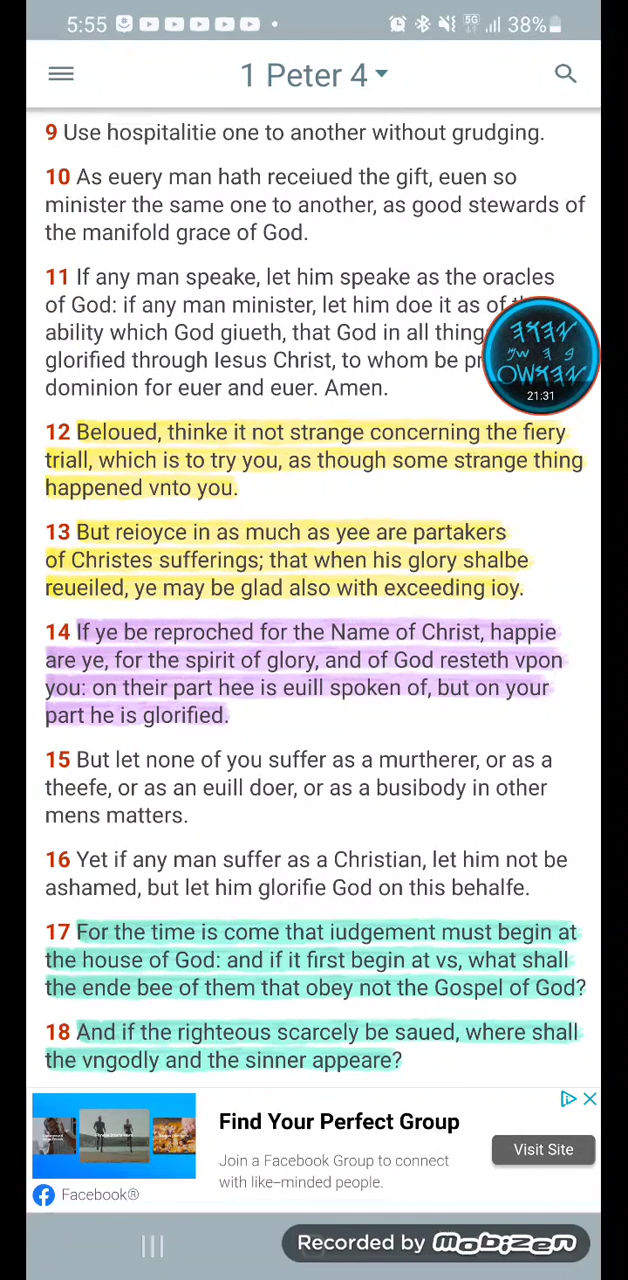 5:55
5G
38%
1 Peter 4
9 Use hospitalitie one to another without grudging.
10 As euery man hath receiued the gift, euen so
minister the same one to another, as good stewards of
the manifold grace of God.
11 If any man speake, let him speake as the oracles
of God: if any man minister, let him doe it as of
ability which God giueth, that God in all
glorified through Iesus Christ, to whom be
dominion for euer and euer. Amen.
21:31
12 Beloued, thinke it not strange concerning the fiery
triall, which is to try you, as though some strange thing
happened vnto you.
13 But reioyce in as much as yee are partakers
of Christes sufferings; that when his glory shalbe
reueiled, ye may be glad also with exceeding ioy.
14 If ye be reproched for the Name of Christ, happie
are ye, for the spirit of glory, and of God resteth vpon
you: on their part hee is euill spoken of, but on your
part he is glorified.
15 But let none of you suffer as a murtherer, or as a
theefe, or as an euill doer, or as a busibody in other
mens matters.
16 Yet if any man suffer as a Christian, let him not be
ashamed, but let him glorifie God on this behalfe.
17 For the time is come that iudgement must begin at
the house of God: and if it first begin at vs, what shall
the ende bee of them that obey not the Gospel of God?
18 And if the righteous scarcely be saued, where shall
the vngodly and the sinner appeare?
Find Your Perfect Group
Join a Facebook Group to connect
with like–minded people.
Visit Site
Facebook®
Recorded by Mobizen